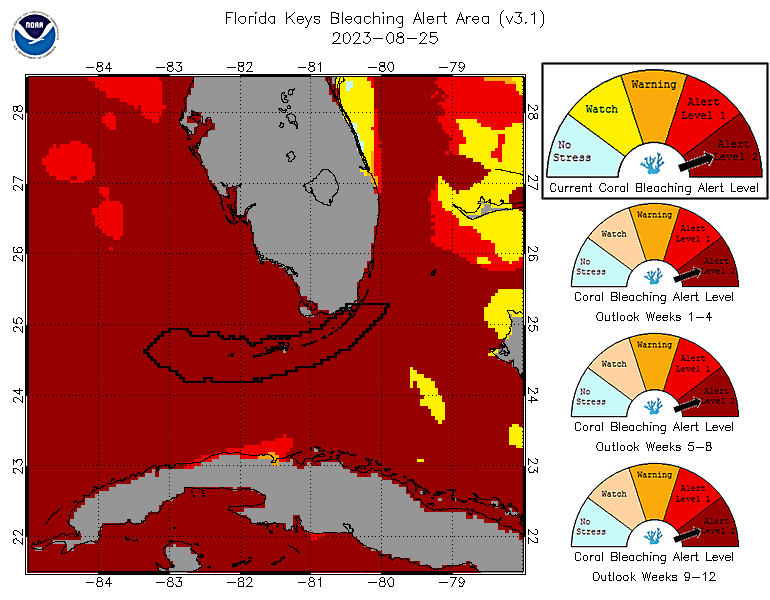 Florida Keys Bleaching Alert Area (v3.1)
2023-08-25
NOAA
-84 -83 -82 -81 -80 -79
28 28
27 27
26 26
25 25
24 24
23 23
22 22
-84 -83 -82 -81 -80 -79
Warning
Watch
Alert
Level 1
No
Stress
Alert
Level 2
Current Coral Bleaching Alert Level
Warning
Watch
Alert
Level 1
No
Stress
Alert
Level 2
Coral Bleaching Alert Level
Outlook Weeks 1-4
Warning
Watch
Alert
Level 1
No
Stress
Alert
Level 2
Coral Bleaching Alert Level
Outlook Weeks 5-8
Warning
Watch
Alert
Level 1
No
Stress
Alert
Level 2
Coral Bleaching Alert Level
Outlook Weeks 9-12